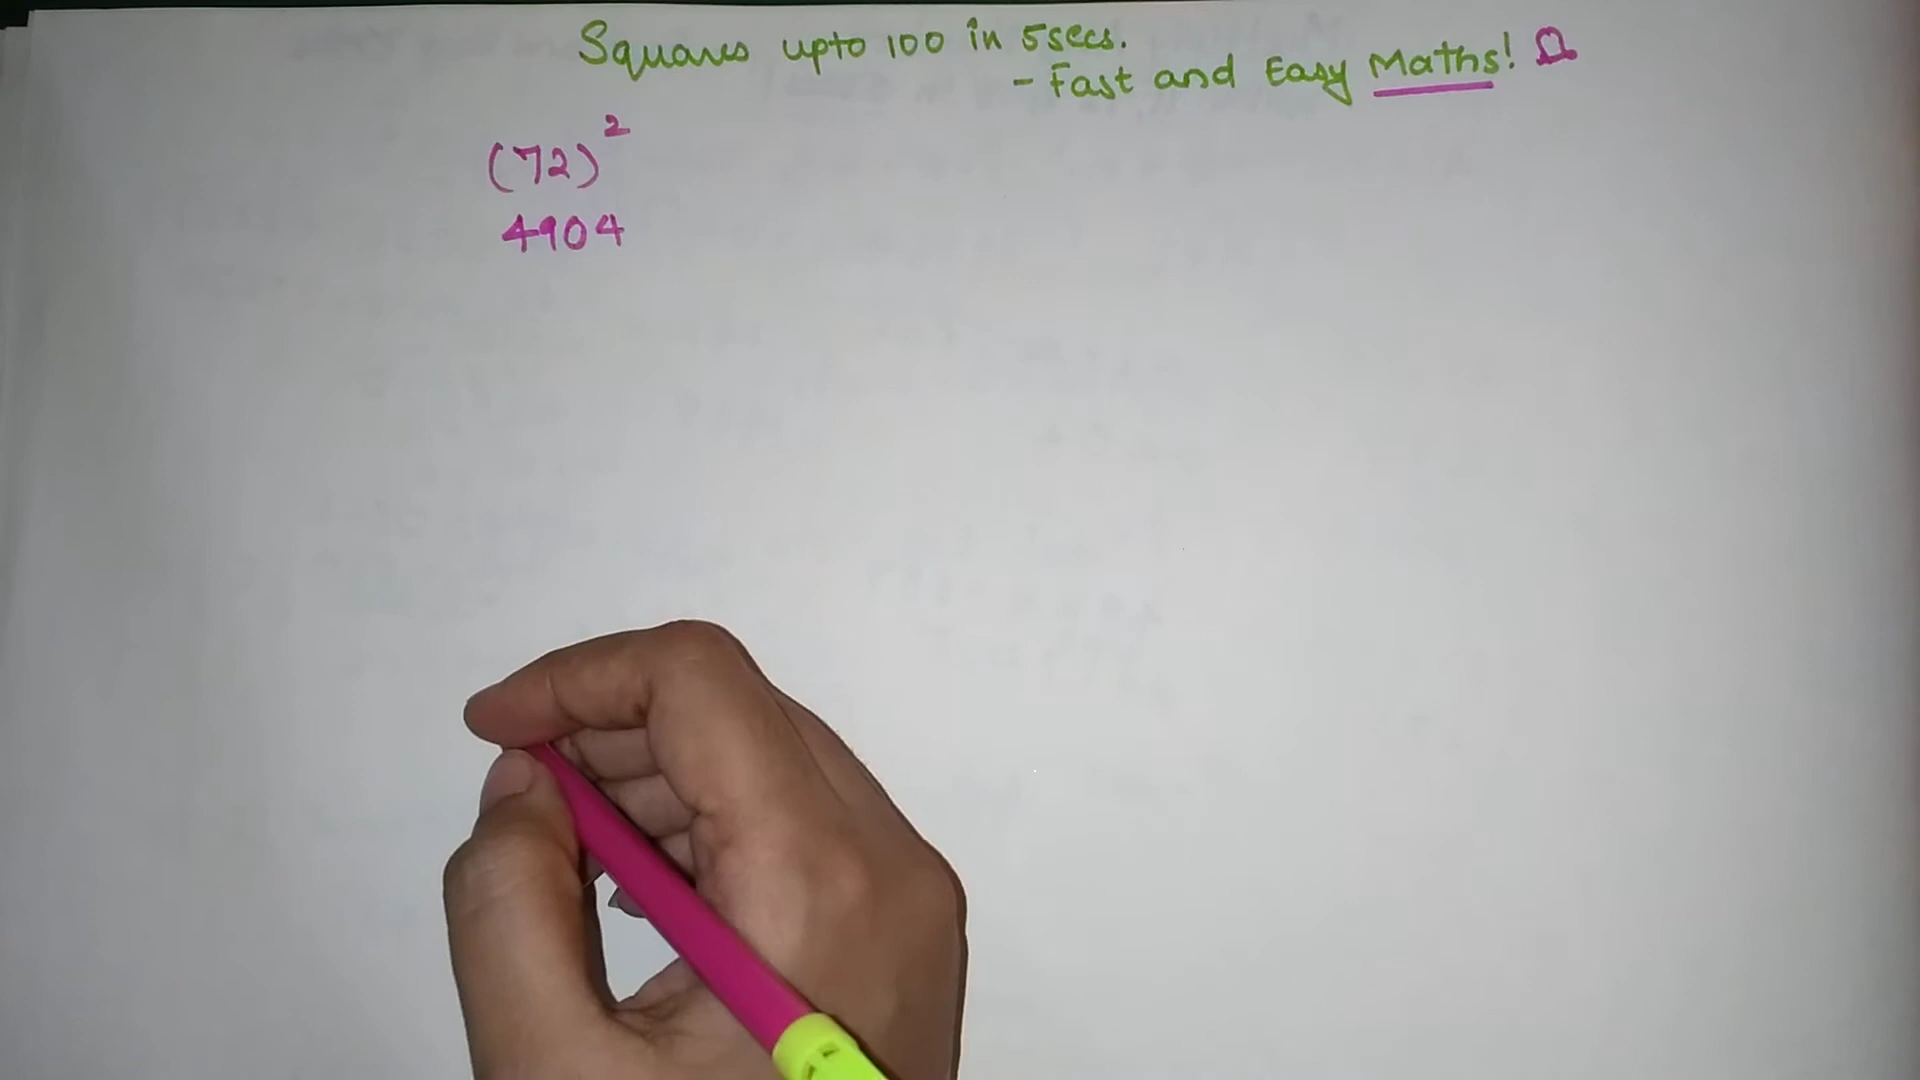 Squares upto 100 in 5secs.
- Fast and Easy Maths! Ω
(72)²
4904